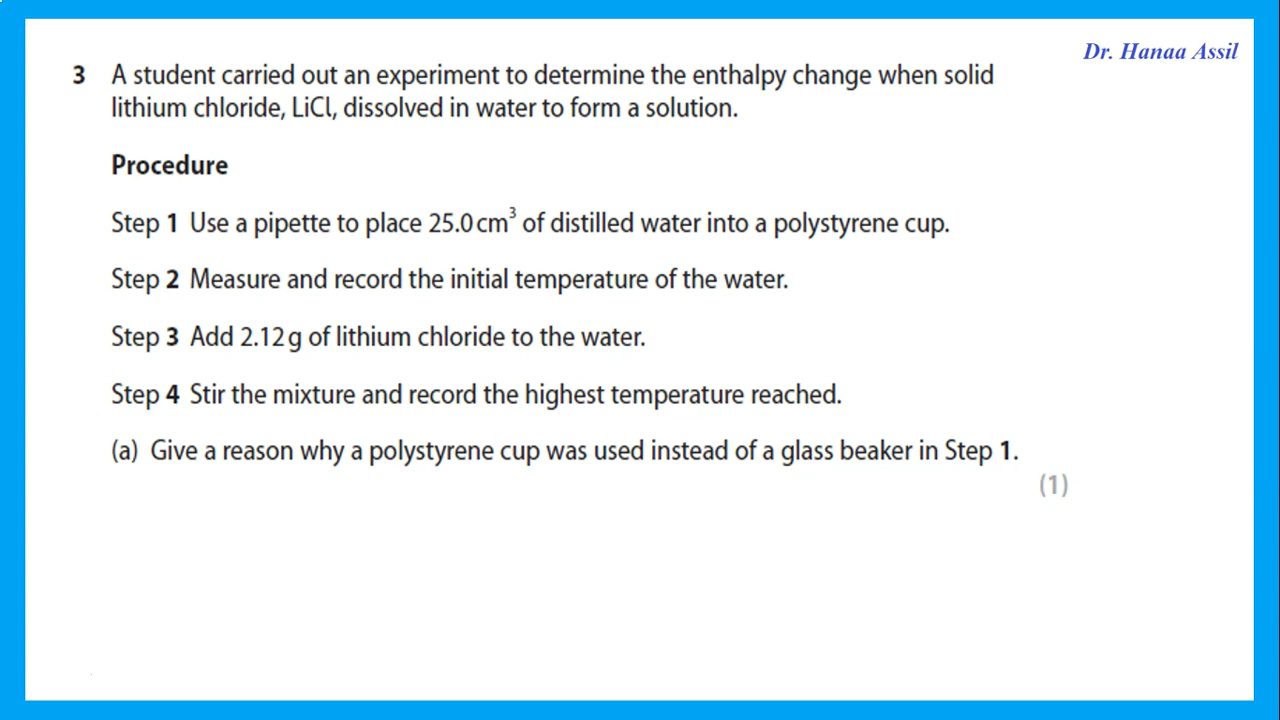 Dr. Hanaa Assil
3 A student carried out an experiment to determine the enthalpy change when solid
lithium chloride, LiCl, dissolved in water to form a solution.
Procedure
Step 1 Use a pipette to place 25.0 cm³ of distilled water into a polystyrene cup.
Step 2 Measure and record the initial temperature of the water.
Step 3 Add 2.12 g of lithium chloride to the water.
Step 4 Stir the mixture and record the highest temperature reached.
(a) Give a reason why a polystyrene cup was used instead of a glass beaker in Step 1.
(1)